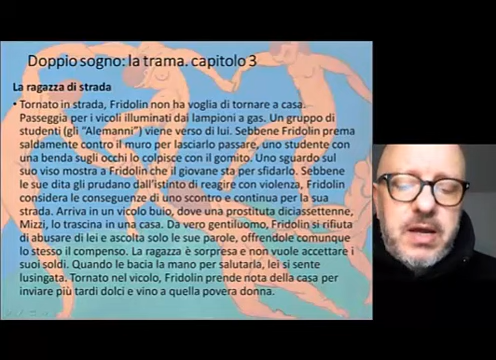 Doppio sogno: la trama. capitolo 3
La ragazza di strada
• Tornato in strada, Fridolin non ha voglia di tornare a casa.
Passeggia per i vicoli illuminati dai lampioni a gas. Un gruppo di
studenti (gli "Alemanni") viene verso di lui. Sebbene Fridolin prema
saldamente contro il muro per lasciarlo passare, uno studente con
una benda sugli occhi lo colpisce con il gomito. Uno sguardo sul
suo viso mostra a Fridolin che il giovane sta per sfidarlo. Sebbene
le sue dita gli prudano dall'istinto di reagire con violenza, Fridolin
considera le conseguenze di uno scontro e continua per la sua
strada. Arriva in un vicolo buio, dove una prostituta diciassettenne,
Mizzi, lo trascina in una casa. Da vero gentiluomo, Fridolin si rifiuta
di abusare di lei e ascolta solo le sue parole, offrendole comunque
lo stesso il compenso. La ragazza è sorpresa e non vuole accettare i
suoi soldi. Quando le bacia la mano per salutarla, lei si sente
lusingata. Tornato nel vicolo, Fridolin prende nota della casa per
inviare più tardi dolci e vino a quella povera donna.